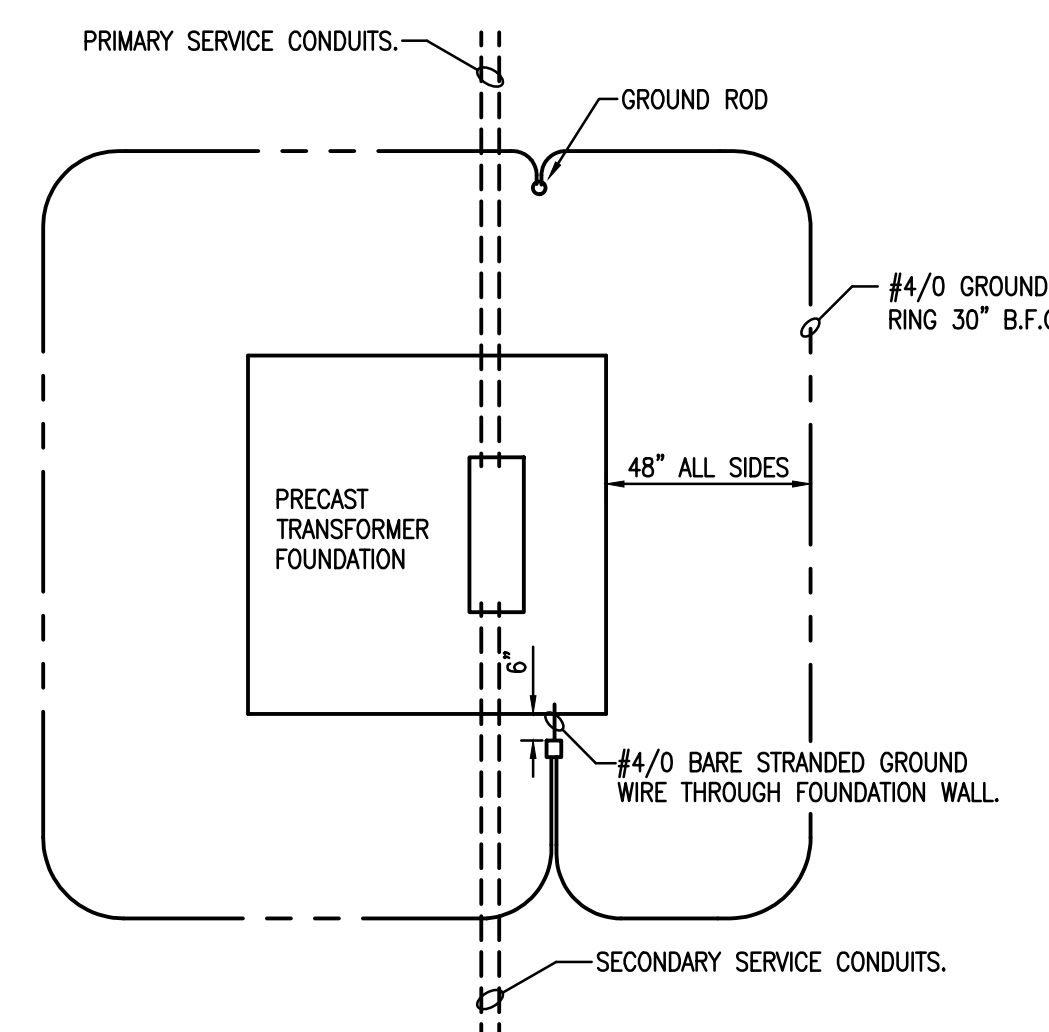 PRIMARY SERVICE CONDUITS.
GROUND ROD
#4/0 GROUND
RING 30"
48" ALL SIDES
PRECAST
TRANSFORMER
FOUNDATION
6"
#4/0 BARE STRANDED GROUND
WIRE THROUGH FOUNDATION WALL.
SECONDARY SERVICE CONDUITS.